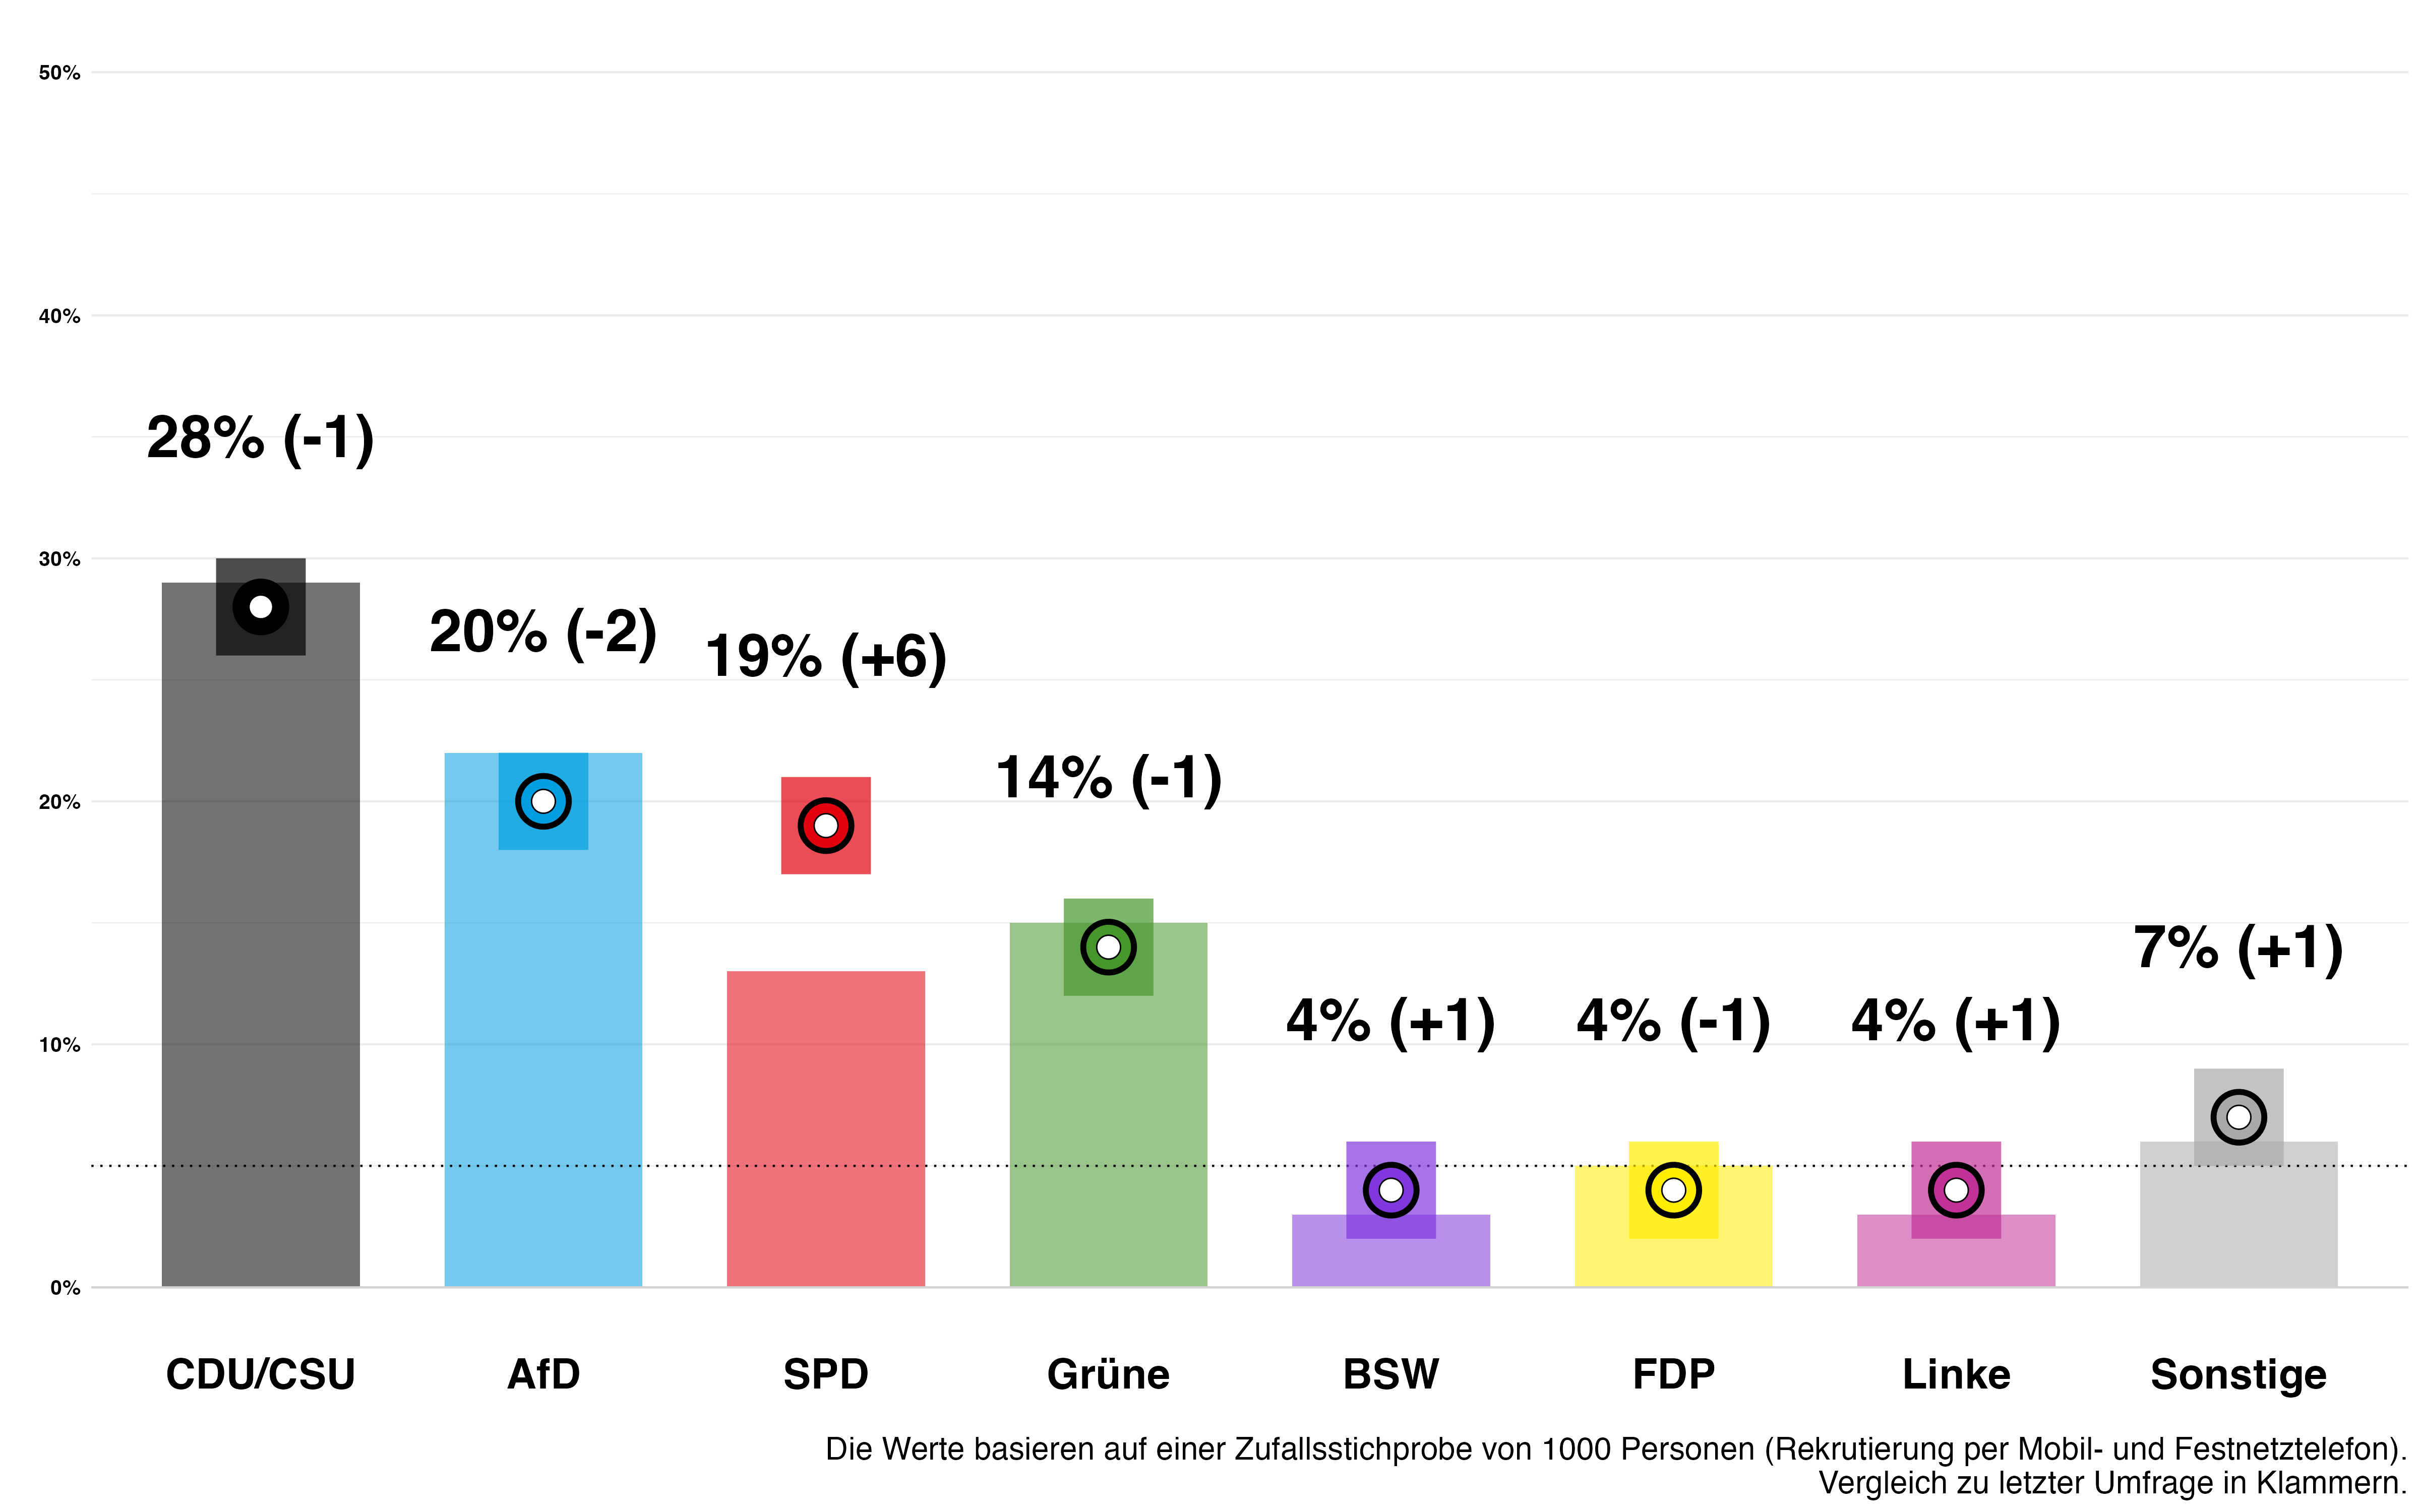 50%
40%
30%
20%
10%
0%
28% (-1)
20% (-2)
19% (+6)
14% (-1)
4% (+1)
4% (-1)
4% (+1)
7% (+1)
CDU/CSU
AfD
SPD
Grüne
BSW
FDP
Linke
Sonstige
Die Werte basieren auf einer Zufallsstichprobe von 1000 Personen (Rekrutierung per Mobil- und Festnetztelefon).
Vergleich zu letzter Umfrage in Klammern.